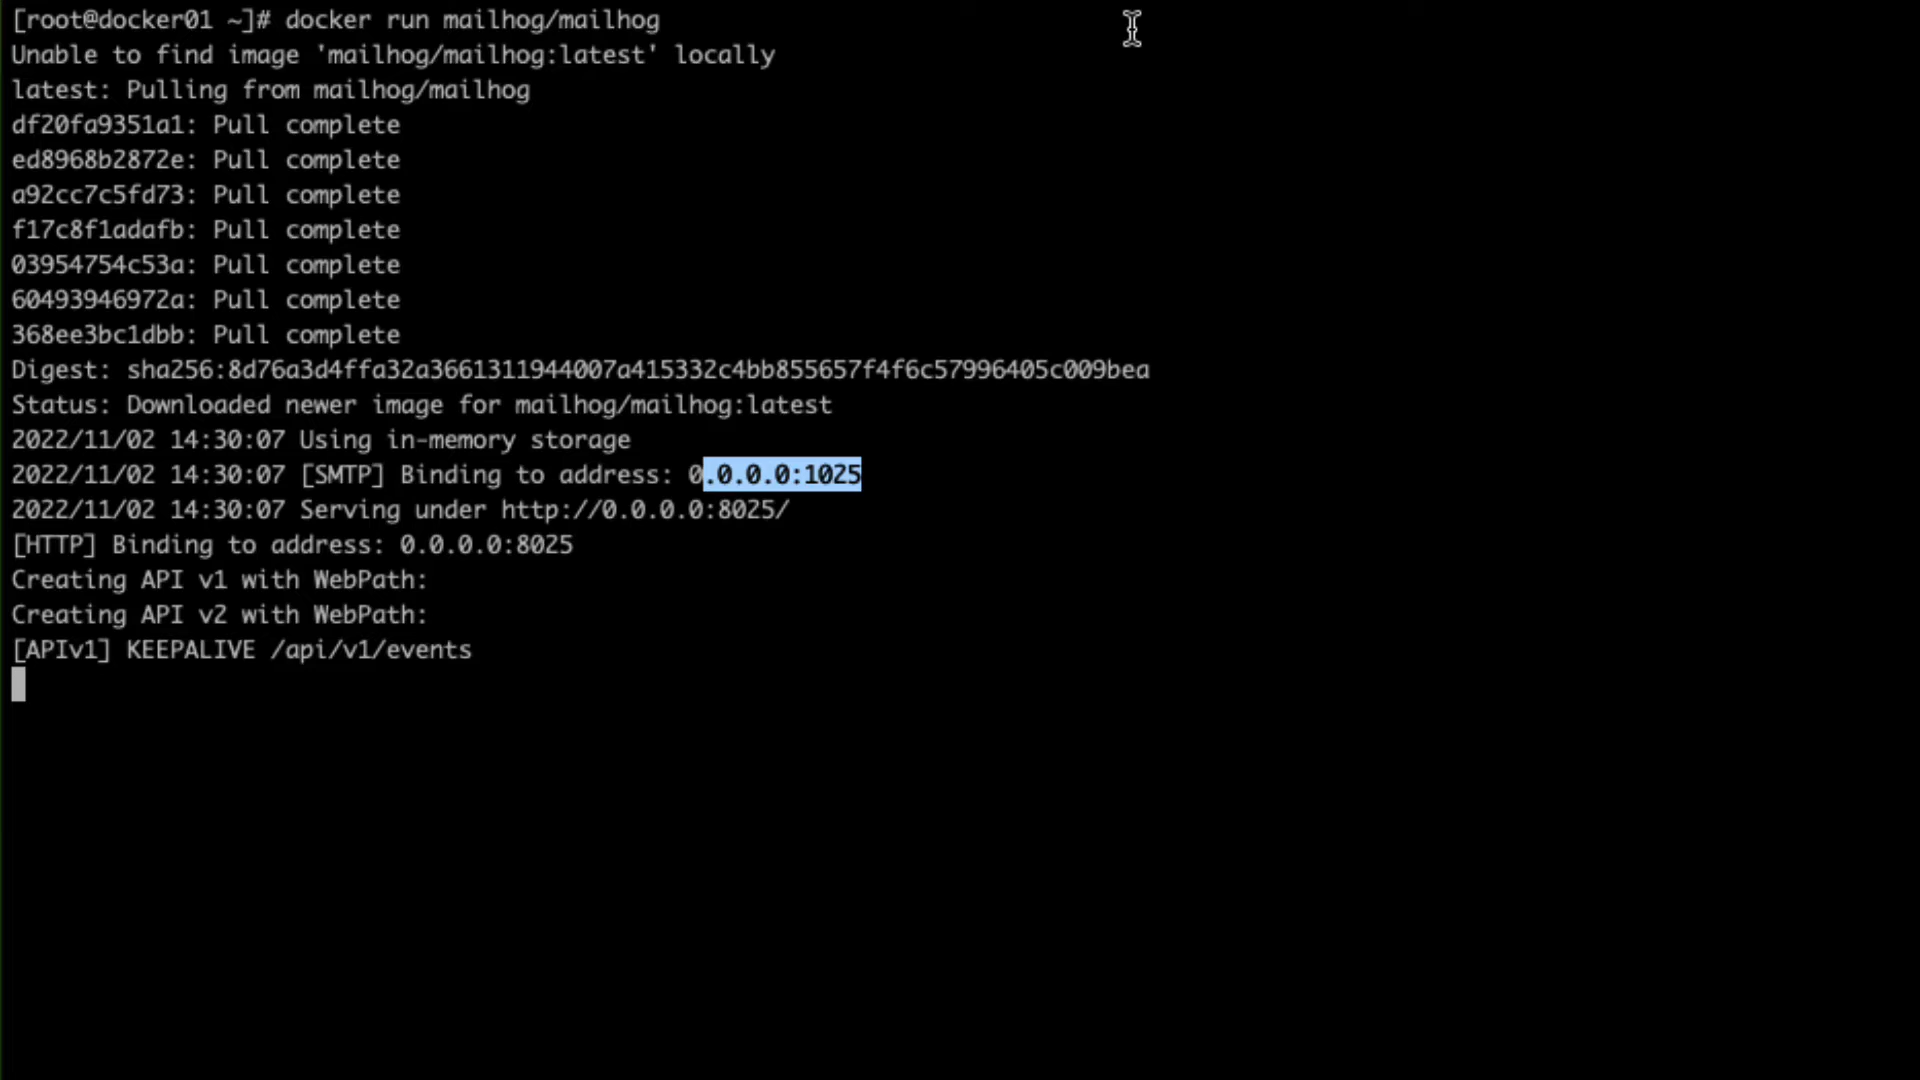 [root@docker01 ~]# docker run mailhog/mailhog
Unable to find image 'mailhog/mailhog:latest' locally
latest: Pulling from mailhog/mailhog
df20fa9351a1: Pull complete
ed8968b2872e: Pull complete
a92cc7c5fd73: Pull complete
f17c8f1adafb: Pull complete
03954754c53a: Pull complete
60493946972a: Pull complete
368ee3bc1dbb: Pull complete
Digest: sha256:8d76a3d4ffa32a3661311944007a415332c4bb855657f4f6c57996405c009bea
Status: Downloaded newer image for mailhog/mailhog:latest
2022/11/02 14:30:07 Using in-memory storage
2022/11/02 14:30:07 [SMTP] Binding to address: 0.0.0.0:1025
2022/11/02 14:30:07 Serving under http://0.0.0.0:8025/
[HTTP] Binding to address: 0.0.0.0:8025
Creating API v1 with WebPath:
Creating API v2 with WebPath:
[APIv1] KEEPALIVE /api/v1/events